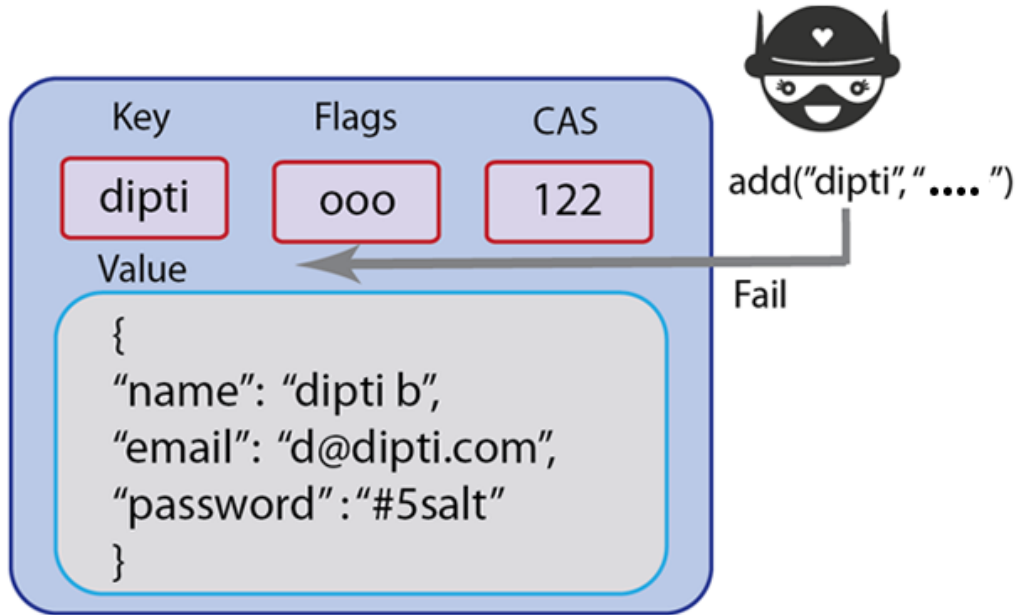 Key Flags CAS
dipti ooo 122
add("dipti", “.... ”)
Value
Fail
{
“name”: “dipti b”,
“email”: “d@dipti.com”,
“password” : “#5salt”
}